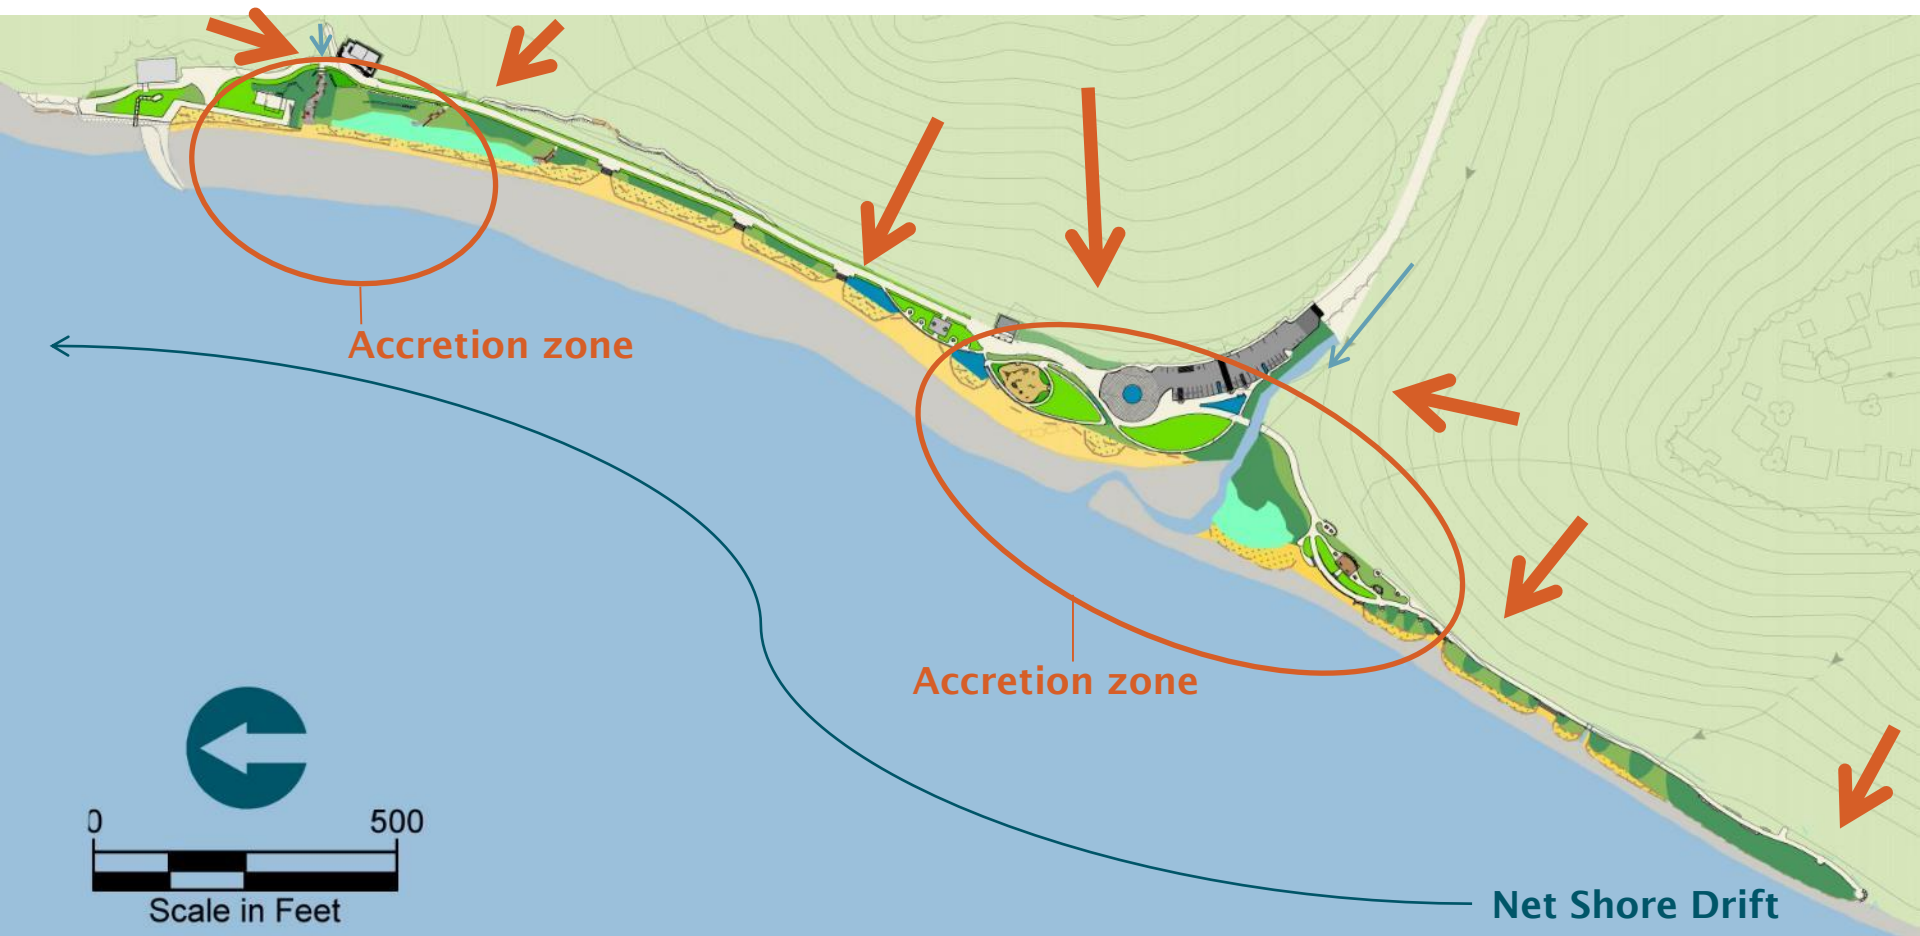 Accretion zone
Accretion zone
0 500
Scale in Feet
Net Shore Drift